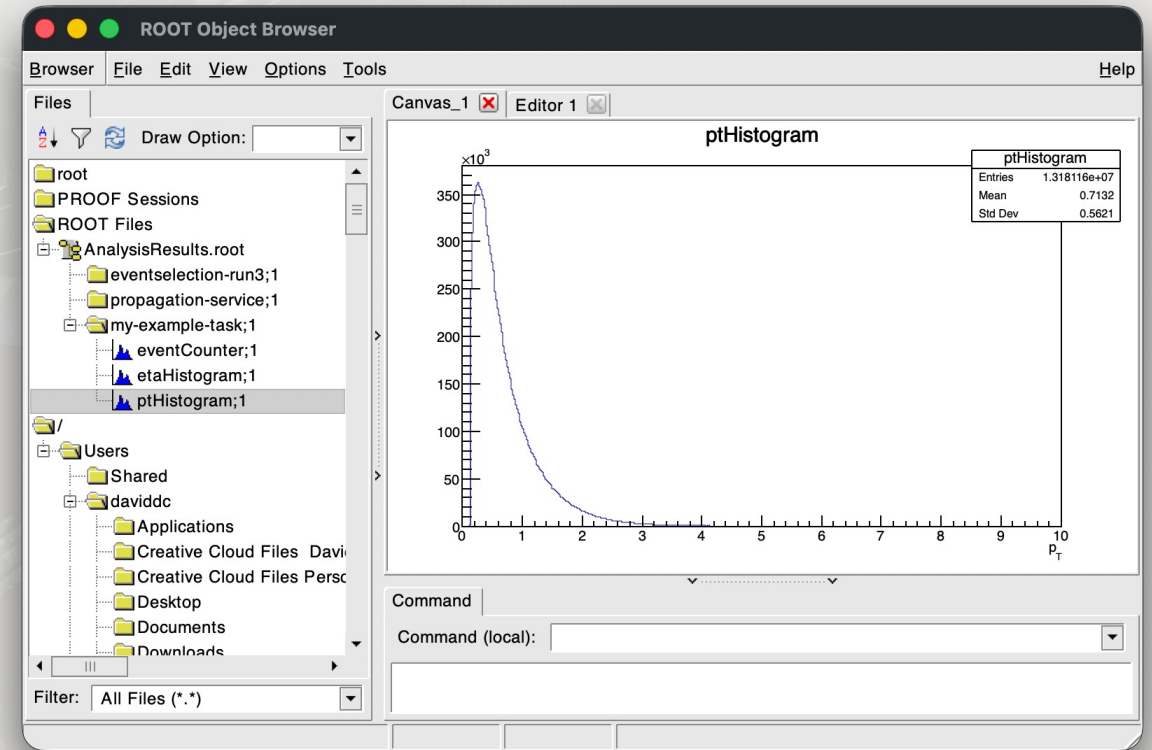 ROOT Object Browser
Browser File Edit View Options Tools Help
Files
Draw Option:
root
PROOF Sessions
ROOT Files
AnalysisResults.root
eventselection-run3;1
propagation-service;1
my-example-task;1
eventCounter;1
etaHistogram;1
ptHistogram;1
/
Users
Shared
daviddc
Applications
Creative Cloud Files Davi
Creative Cloud Files Perso
Desktop
Documents
Downloads
Filter: All Files (*.*)
Canvas_1 Editor 1
ptHistogram
×10³
350
300
250
200
150
100
50
0
0 1 2 3 4 5 6 7 8 9 10
p_T
ptHistogram
Entries 1.318116e+07
Mean 0.7132
Std Dev 0.5621
Command
Command (local):